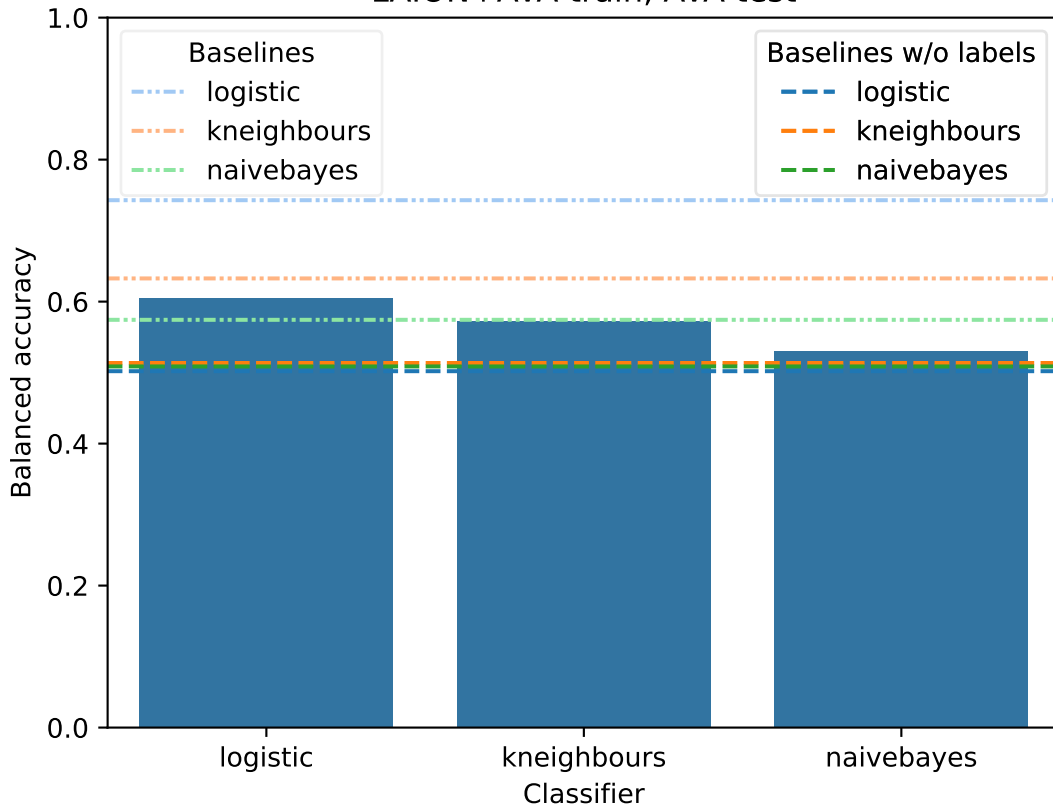 1.0
0.8
0.6
0.4
0.2
0.0
Balanced accuracy
Baselines
logistic
kneighbours
naivebayes
Baselines w/o labels
logistic
kneighbours
naivebayes
logistic
kneighbours
naivebayes
Classifier